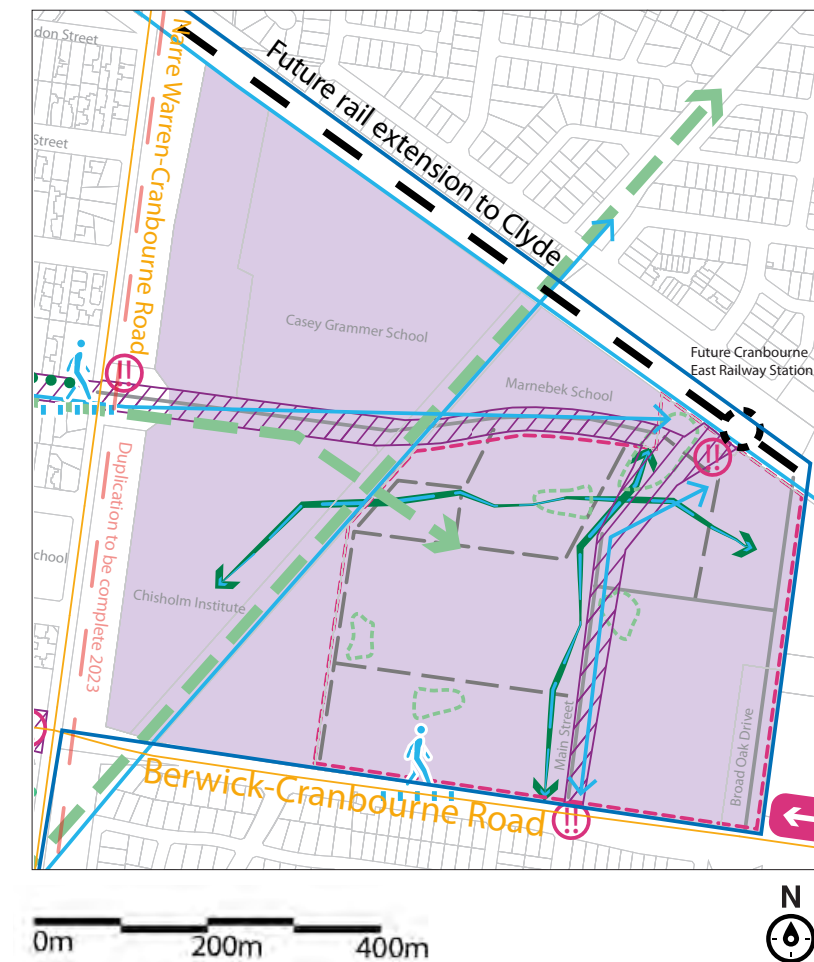 don Street
Narre Warren-Cranbourne Road
Future rail extension to Clyde
Street
Casey Grammer School
Future Cranbourne
East Railway Station
Marnebek School
!!
!!
Duplication to be complete 2023
chool
Chisholm Institute
Main Street
Broad Oak Drive
Berwick-Cranbourne Road
!!
0m
200m
400m
N